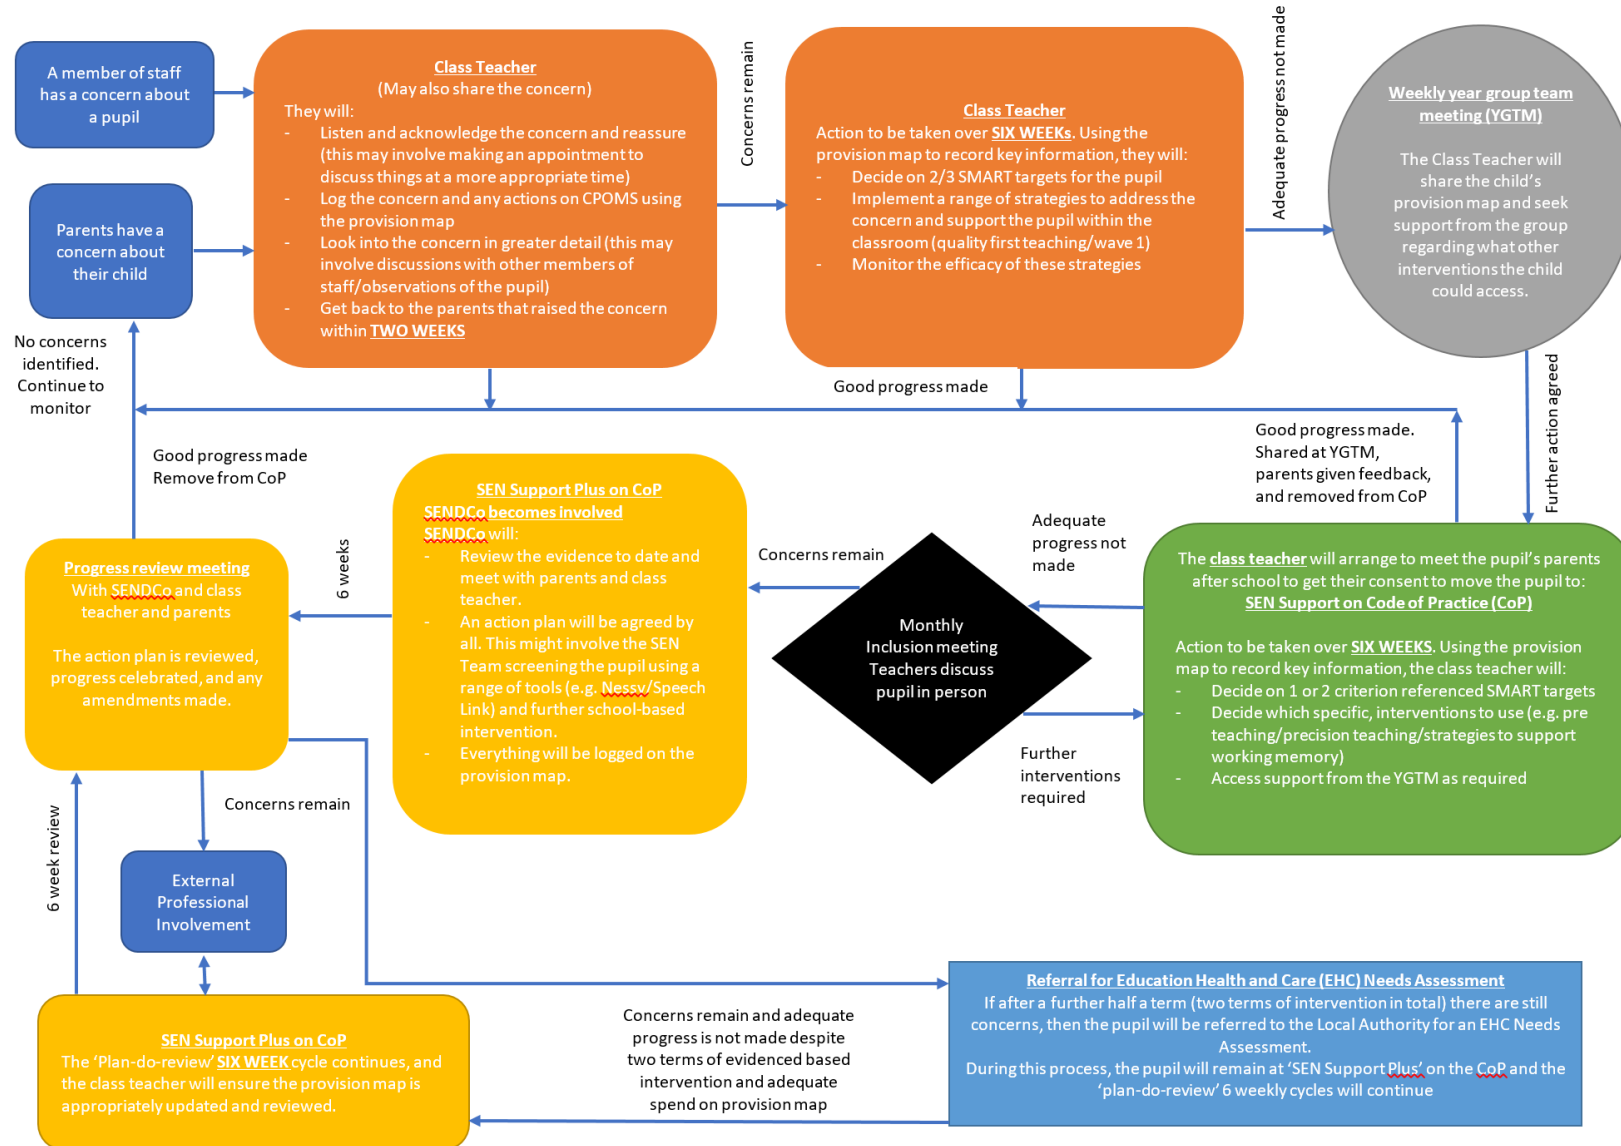 A member of staff
has a concern about
a pupil
Parents have a
concern about
their child
Class Teacher
(May also share the concern)
They will:
- Listen and acknowledge the concern and reassure
(this may involve making an appointment to
discuss things at a more appropriate time)
- Log the concern and any actions on CPOMS using
the provision map
- Look into the concern in greater detail (this may
involve discussions with other members of
staff/observations of the pupil)
- Get back to the parents that raised the concern
within TWO WEEKS
Concerns remain
Class Teacher
Action to be taken over SIX WEEKs. Using the
provision map to record key information, they will:
- Decide on 2/3 SMART targets for the pupil
- Implement a range of strategies to address the
concern and support the pupil within the
classroom (quality first teaching/wave 1)
- Monitor the efficacy of these strategies
Adequate progress not made
Weekly year group team
meeting (YGTM)
The Class Teacher will
share the child's
provision map and seek
support from the group
regarding what other
interventions the child
could access.
No concerns
identified.
Continue to
monitor
Good progress made
Further action agreed
Good progress made
Remove from CoP
Good progress made.
Shared at YGTM,
parents given feedback,
and removed from CoP
The class teacher will arrange to meet the pupil's parents
after school to get their consent to move the pupil to:
SEN Support on Code of Practice (CoP)
Action to be taken over SIX WEEKS. Using the provision
map to record key information, the class teacher will:
- Decide on 1 or 2 criterion referenced SMART targets
- Decide which specific, interventions to use (e.g. pre
teaching/precision teaching/strategies to support
working memory)
- Access support from the YGTM as required
Adequate
progress not
made
Monthly
Inclusion meeting
Teachers discuss
pupil in person
Further
interventions
required
Concerns remain
SEN Support Plus on CoP
SENDCo becomes involved
SENDCo will:
- Review the evidence to date and
meet with parents and class
teacher.
- An action plan will be agreed by
all. This might involve the SEN
Team screening the pupil using a
range of tools (e.g. Nessy/Speech
Link) and further school-based
intervention.
- Everything will be logged on the
provision map.
6 weeks
Progress review meeting
With SENDCo and class
teacher and parents
The action plan is reviewed,
progress celebrated, and any
amendments made.
Concerns remain
6 week review
External
Professional
Involvement
SEN Support Plus on CoP
The 'Plan-do-review' SIX WEEK cycle continues, and
the class teacher will ensure the provision map is
appropriately updated and reviewed.
Concerns remain and adequate
progress is not made despite
two terms of evidenced based
intervention and adequate
spend on provision map
Referral for Education Health and Care (EHC) Needs Assessment
If after a further half a term (two terms of intervention in total) there are still
concerns, then the pupil will be referred to the Local Authority for an EHC Needs
Assessment.
During this process, the pupil will remain at 'SEN Support Plus' on the CoP and the
'plan-do-review' 6 weekly cycles will continue